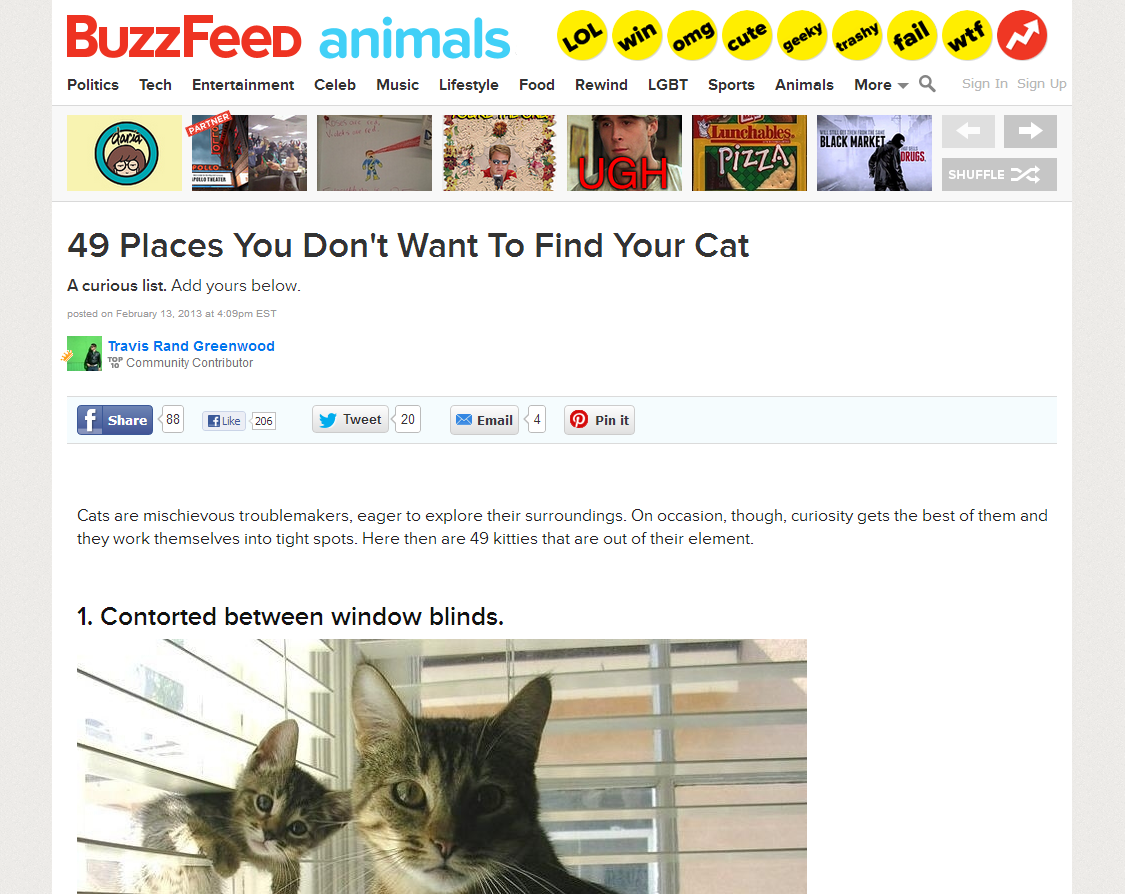 BuzzFeed animals
LOL win omg cute geeky trashy fail wtf
Politics Tech Entertainment Celeb Music Lifestyle Food Rewind LGBT Sports Animals More Sign In Sign Up
daria
PARTNER
POLLO THEATER
UGH
Lunchables.
PIZZA
BLACK MARKET
DRUGS.
SHUFFLE
49 Places You Don't Want To Find Your Cat
A curious list. Add yours below.
posted on February 13, 2013 at 4:09pm EST
Travis Rand Greenwood
TOP 10 Community Contributor
f Share 88 f Like 206 Tweet 20 Email 4 Pin it
Cats are mischievous troublemakers, eager to explore their surroundings. On occasion, though, curiosity gets the best of them and
they work themselves into tight spots. Here then are 49 kitties that are out of their element.
1. Contorted between window blinds.